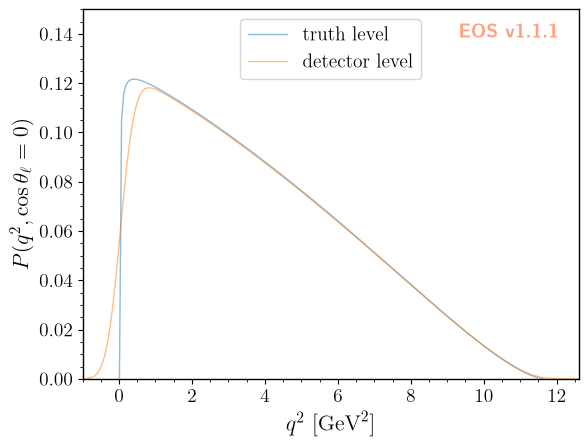 EOS v1.1.1
truth level
detector level
0.14
0.12
0.10
0.08
0.06
0.04
0.02
0.00
P(q², cos θ_ℓ = 0)
0 2 4 6 8 10 12
q² [GeV²]